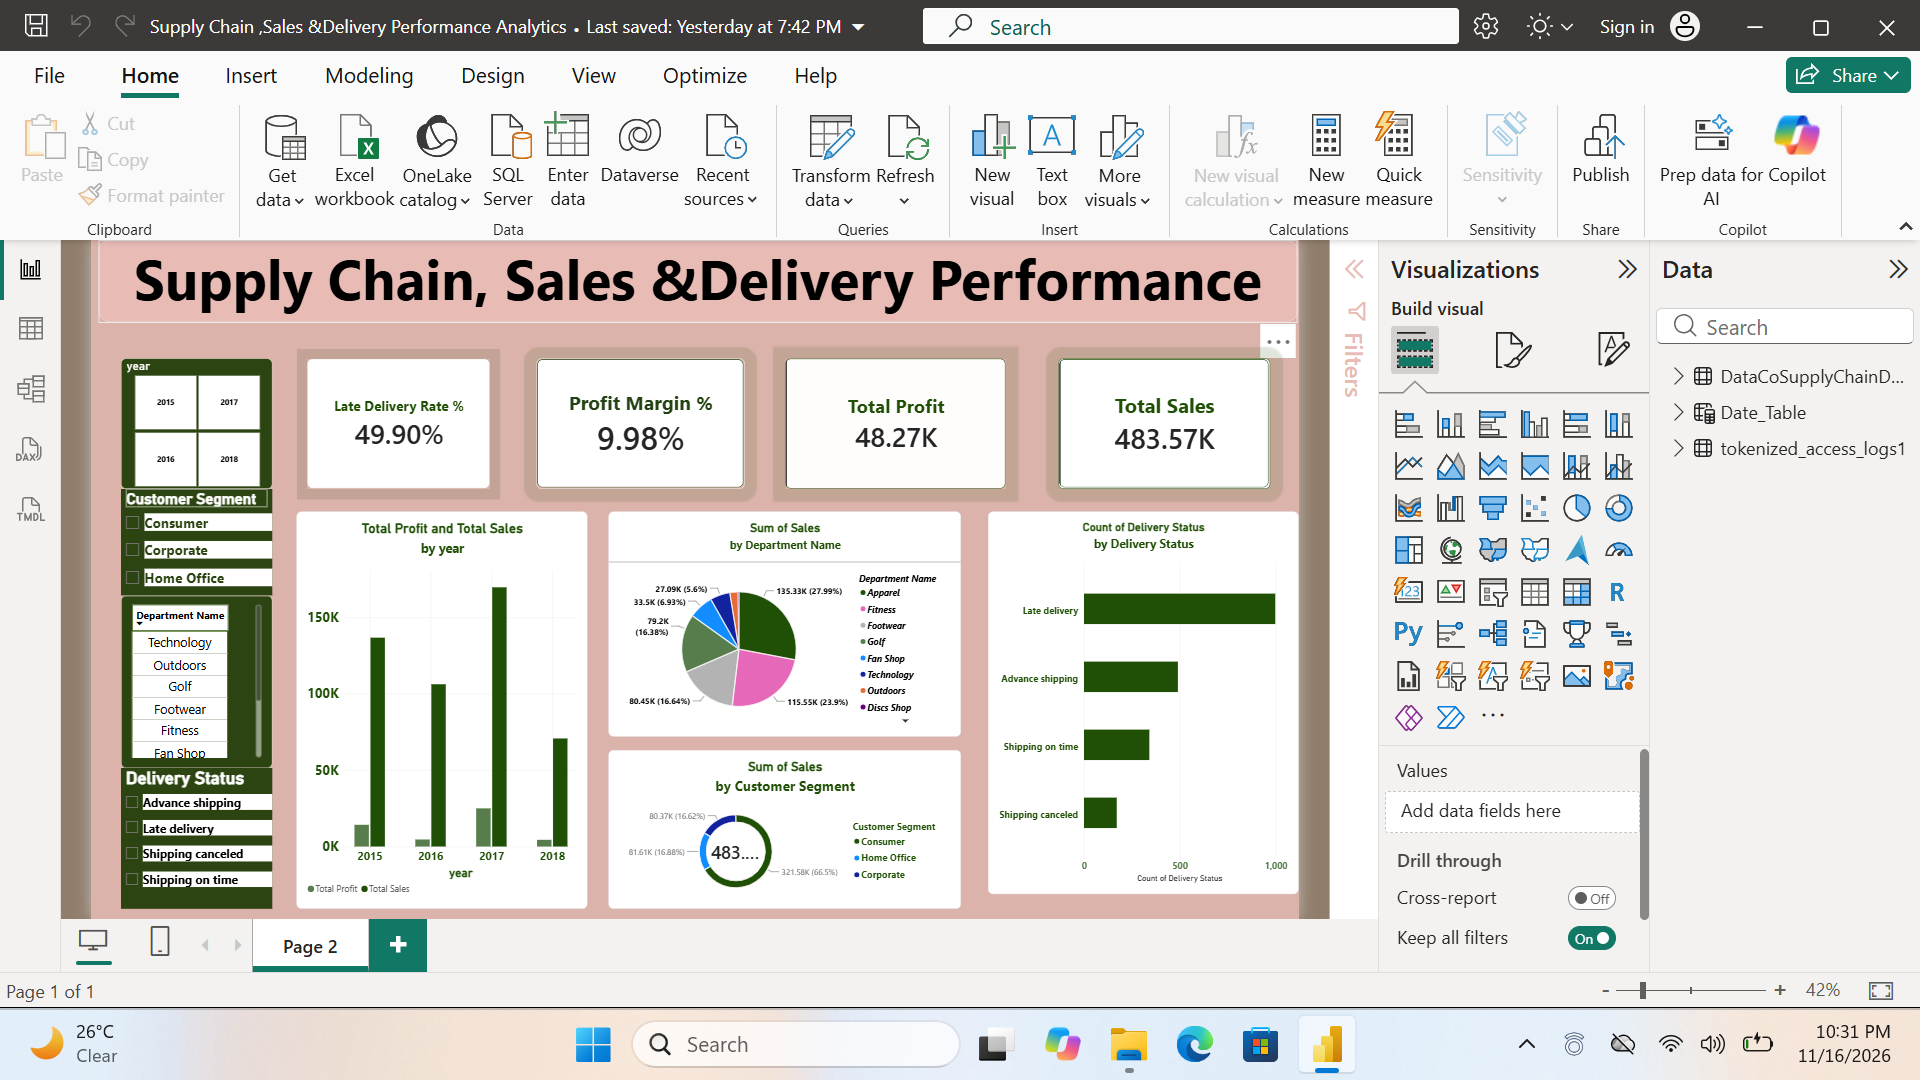 Supply Chain ,Sales &Delivery Performance Analytics • Last saved: Yesterday at 7:42 PM
Search
Sign in
File
Home
Insert
Modeling
Design
View
Optimize
Help
Share
Paste
Cut
Copy
Format painter
Clipboard
Get data
Excel workbook
OneLake catalog
SQL Server
Enter data
Dataverse
Recent sources
Data
Transform data
Refresh
Queries
New visual
Text box
More visuals
Insert
New visual calculation
New measure
Quick measure
Calculations
Sensitivity
Sensitivity
Publish
Share
Prep data for AI
Copilot
Copilot
DAX
TMDL
Supply Chain, Sales &Delivery Performance
year
2015
2017
2016
2018
Late Delivery Rate %
49.90%
Profit Margin %
9.98%
Total Profit
48.27K
Total Sales
483.57K
Customer Segment
Consumer
Corporate
Home Office
Department Name
Technology
Outdoors
Golf
Footwear
Fitness
Fan Shop
Delivery Status
Advance shipping
Late delivery
Shipping canceled
Shipping on time
Total Profit and Total Sales
by year
150K
100K
50K
0K
2015
2016
2017
2018
year
Total Profit
Total Sales
Sum of Sales
by Department Name
27.09K (5.6%)
33.5K (6.93%)
79.2K
(16.38%)
80.45K (16.64%)
135.33K (27.99%)
115.55K (23.9%)
Department Name
Apparel
Fitness
Footwear
Golf
Fan Shop
Technology
Outdoors
Discs Shop
Sum of Sales
by Customer Segment
80.37K (16.62%)
81.61K (16.88%)
483....
321.58K (66.5%)
Customer Segment
Consumer
Home Office
Corporate
Count of Delivery Status
by Delivery Status
Late delivery
Advance shipping
Shipping on time
Shipping canceled
0
500
1,000
Count of Delivery Status
Filters
Visualizations
Build visual
123
R
Py
Values
Add data fields here
Drill through
Cross-report
Off
Keep all filters
On
Data
Search
DataCoSupplyChainD...
Date_Table
tokenized_access_logs1
Page 2
Page 1 of 1
42%
26°C
Clear
Search
10:31 PM
11/16/2026